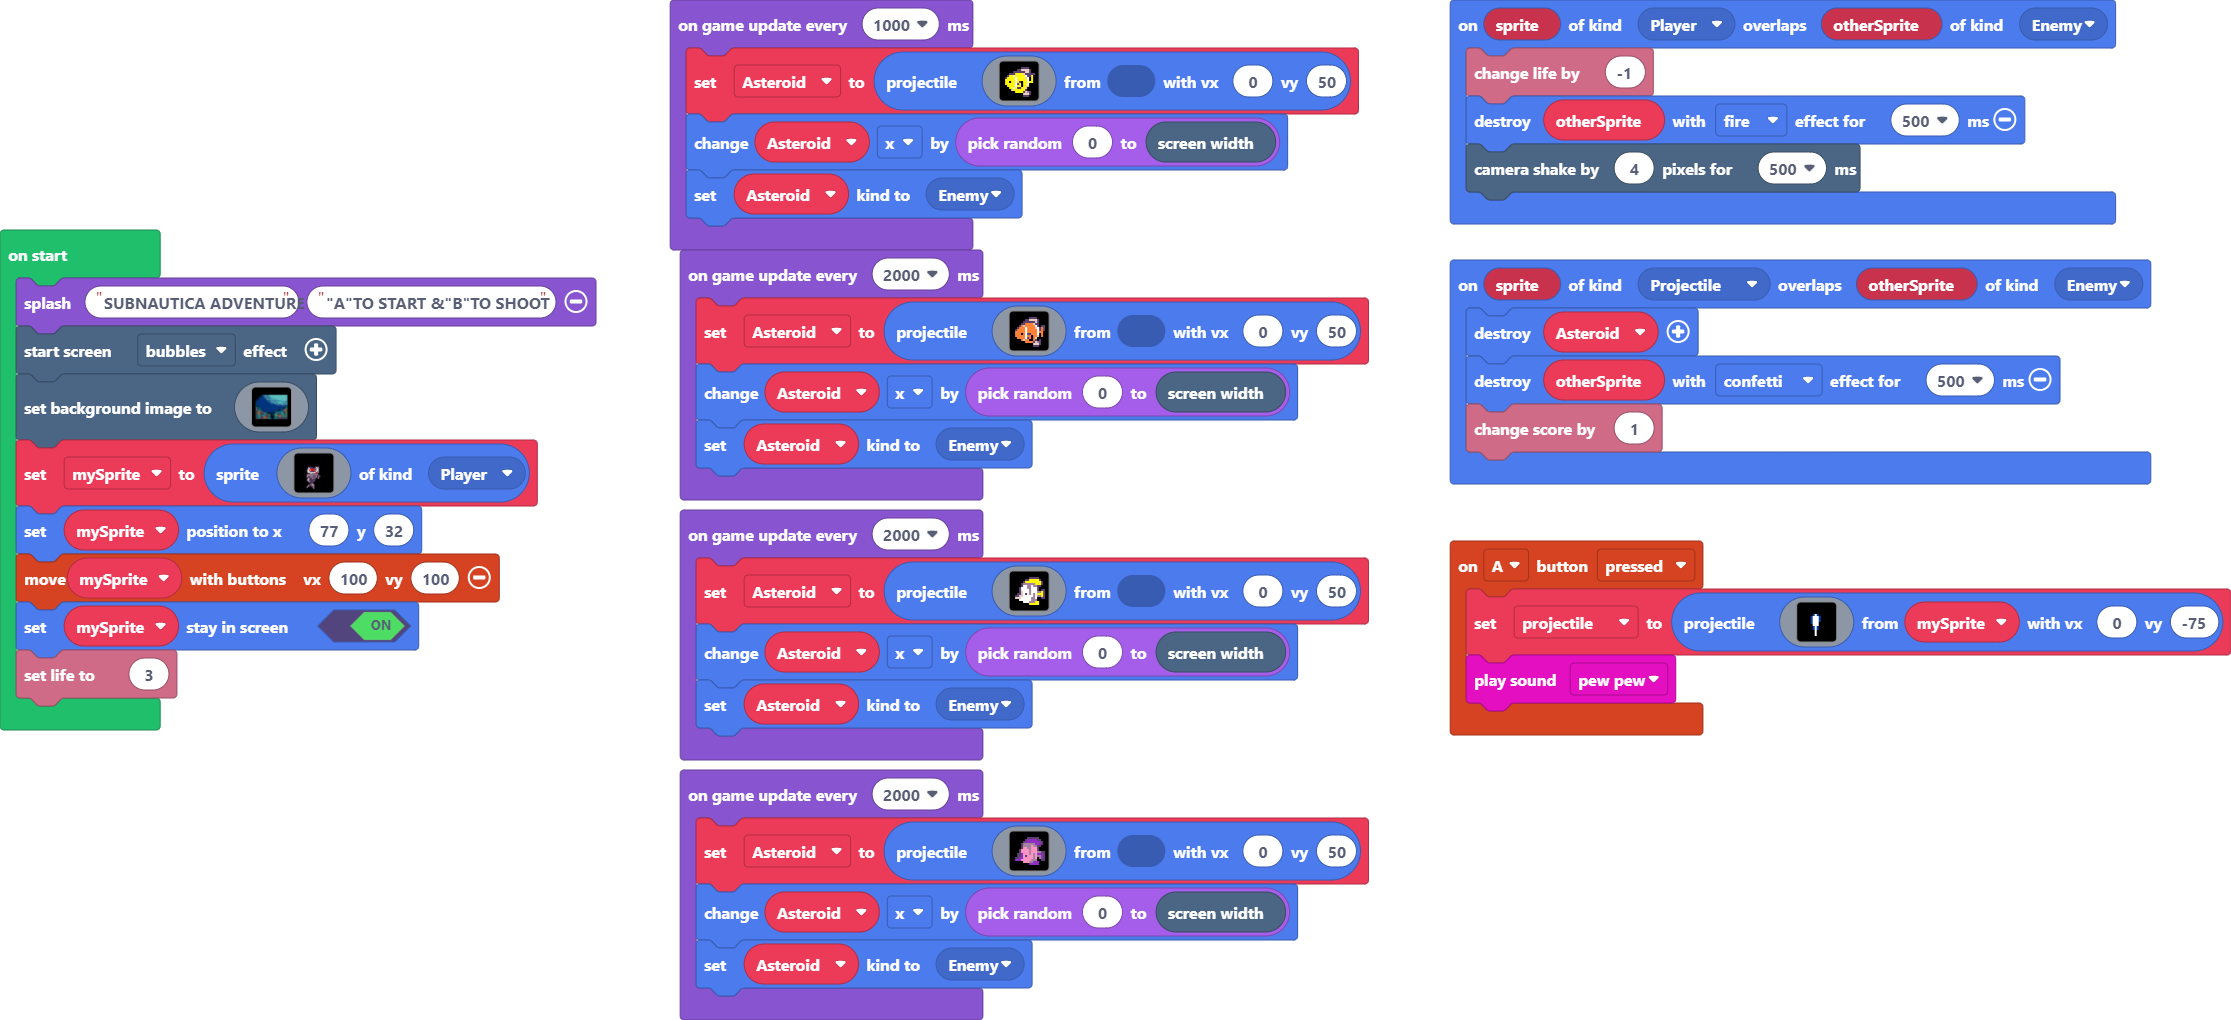 on start
splash "SUBNAUTICA ADVENTURE" ""A"TO START &"B"TO SHOOT"
start screen bubbles effect
set background image to
set mySprite to sprite of kind Player
set mySprite position to x 77 y 32
move mySprite with buttons vx 100 vy 100
set mySprite stay in screen ON
set life to 3
on game update every 1000 ms
set Asteroid to projectile from with vx 0 vy 50
change Asteroid x by pick random 0 to screen width
set Asteroid kind to Enemy
on game update every 2000 ms
set Asteroid to projectile from with vx 0 vy 50
change Asteroid x by pick random 0 to screen width
set Asteroid kind to Enemy
on game update every 2000 ms
set Asteroid to projectile from with vx 0 vy 50
change Asteroid x by pick random 0 to screen width
set Asteroid kind to Enemy
on game update every 2000 ms
set Asteroid to projectile from with vx 0 vy 50
change Asteroid x by pick random 0 to screen width
set Asteroid kind to Enemy
on sprite of kind Player overlaps otherSprite of kind Enemy
change life by -1
destroy otherSprite with fire effect for 500 ms
camera shake by 4 pixels for 500 ms
on sprite of kind Projectile overlaps otherSprite of kind Enemy
destroy Asteroid
destroy otherSprite with confetti effect for 500 ms
change score by 1
on A button pressed
set projectile to projectile from mySprite with vx 0 vy -75
play sound pew pew